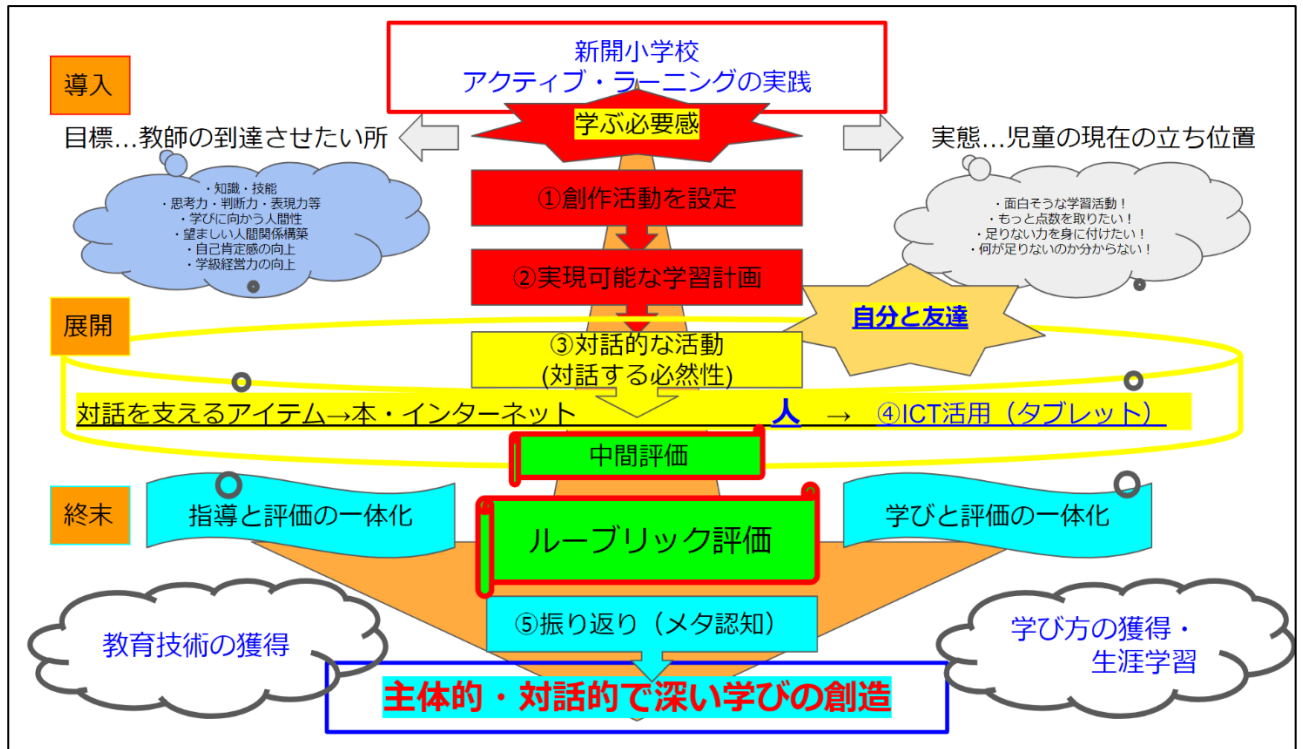 新開小学校
アクティブ・ラーニングの実践
導入
学ぶ必要感
目標…教師の到達させたい所
実態…児童の現在の立ち位置
・知識・技能
・思考力・判断力・表現力等
・学びに向かう人間性
・望ましい人間関係構築
・自己肯定感の向上
・学級経営力の向上
・面白そうな学習活動！
・もっと点数を取りたい！
・足りない力を身に付けたい！
・何が足りないのか分からない！
①創作活動を設定
②実現可能な学習計画
自分と友達
展開
③対話的な活動
(対話する必然性)
対話を支えるアイテム→本・インターネット 人 → ④ICT活用（タブレット）
中間評価
終末
指導と評価の一体化
ルーブリック評価
学びと評価の一体化
教育技術の獲得
⑤振り返り（メタ認知）
学び方の獲得・
生涯学習
主体的・対話的で深い学びの創造